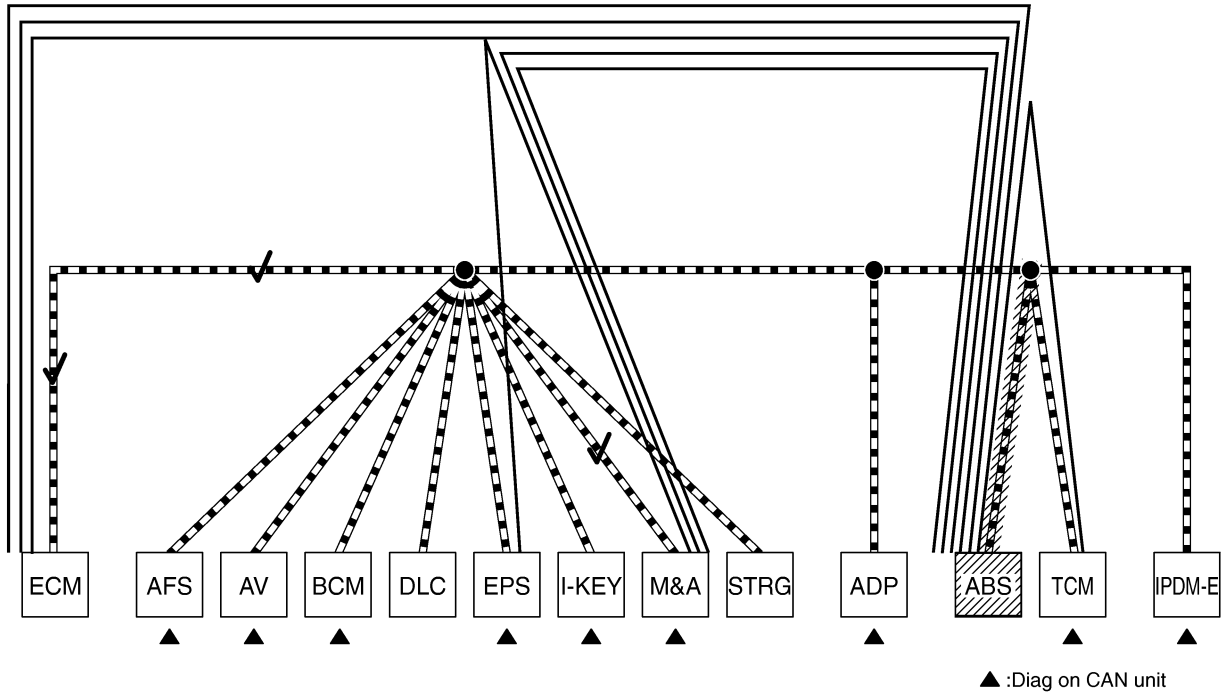 ECM AFS AV BCM DLC EPS I-KEY M&A STRG ADP ABS TCM IPDM-E
▲ :Diag on CAN unit